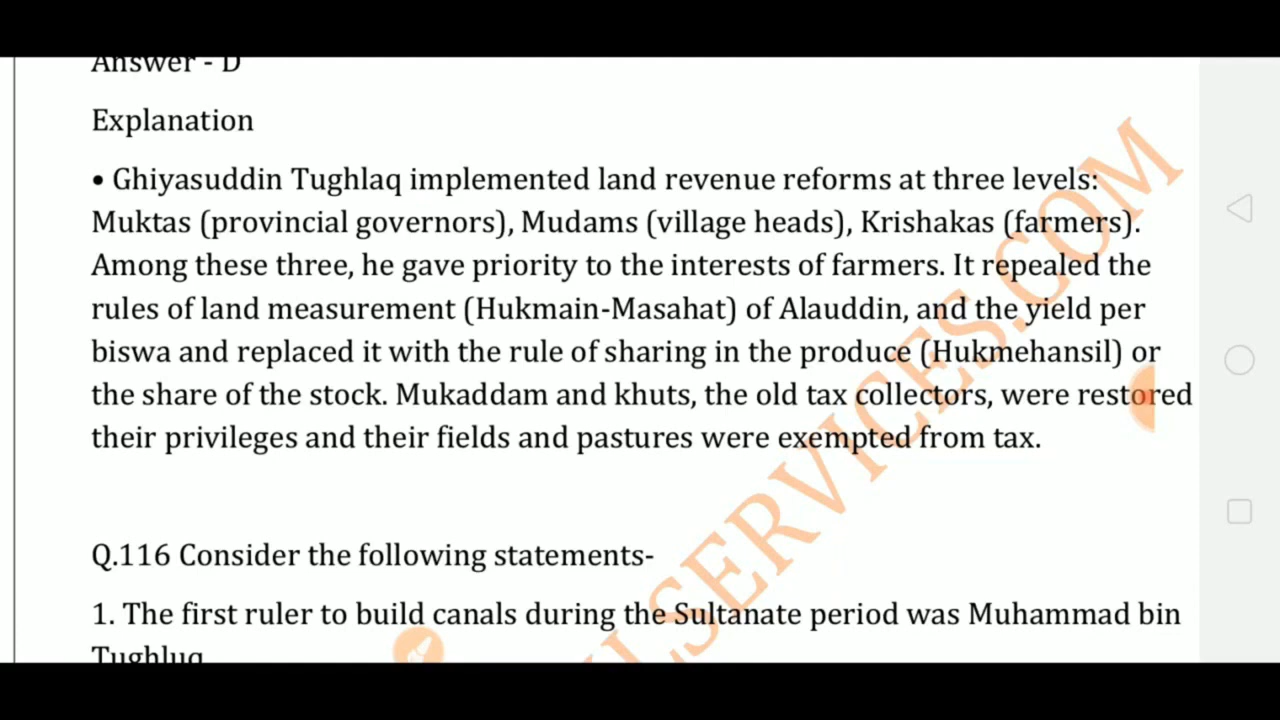 Answer - D
Explanation
• Ghiyasuddin Tughlaq implemented land revenue reforms at three levels:
Muktas (provincial governors), Mudams (village heads), Krishakas (farmers).
Among these three, he gave priority to the interests of farmers. It repealed the
rules of land measurement (Hukmain-Masahat) of Alauddin, and the yield per
biswa and replaced it with the rule of sharing in the produce (Hukmehansil) or
the share of the stock. Mukaddam and khuts, the old tax collectors, were restored
their privileges and their fields and pastures were exempted from tax.
Q.116 Consider the following statements-
1. The first ruler to build canals during the Sultanate period was Muhammad bin
Tughluq
LSERVICES.COM